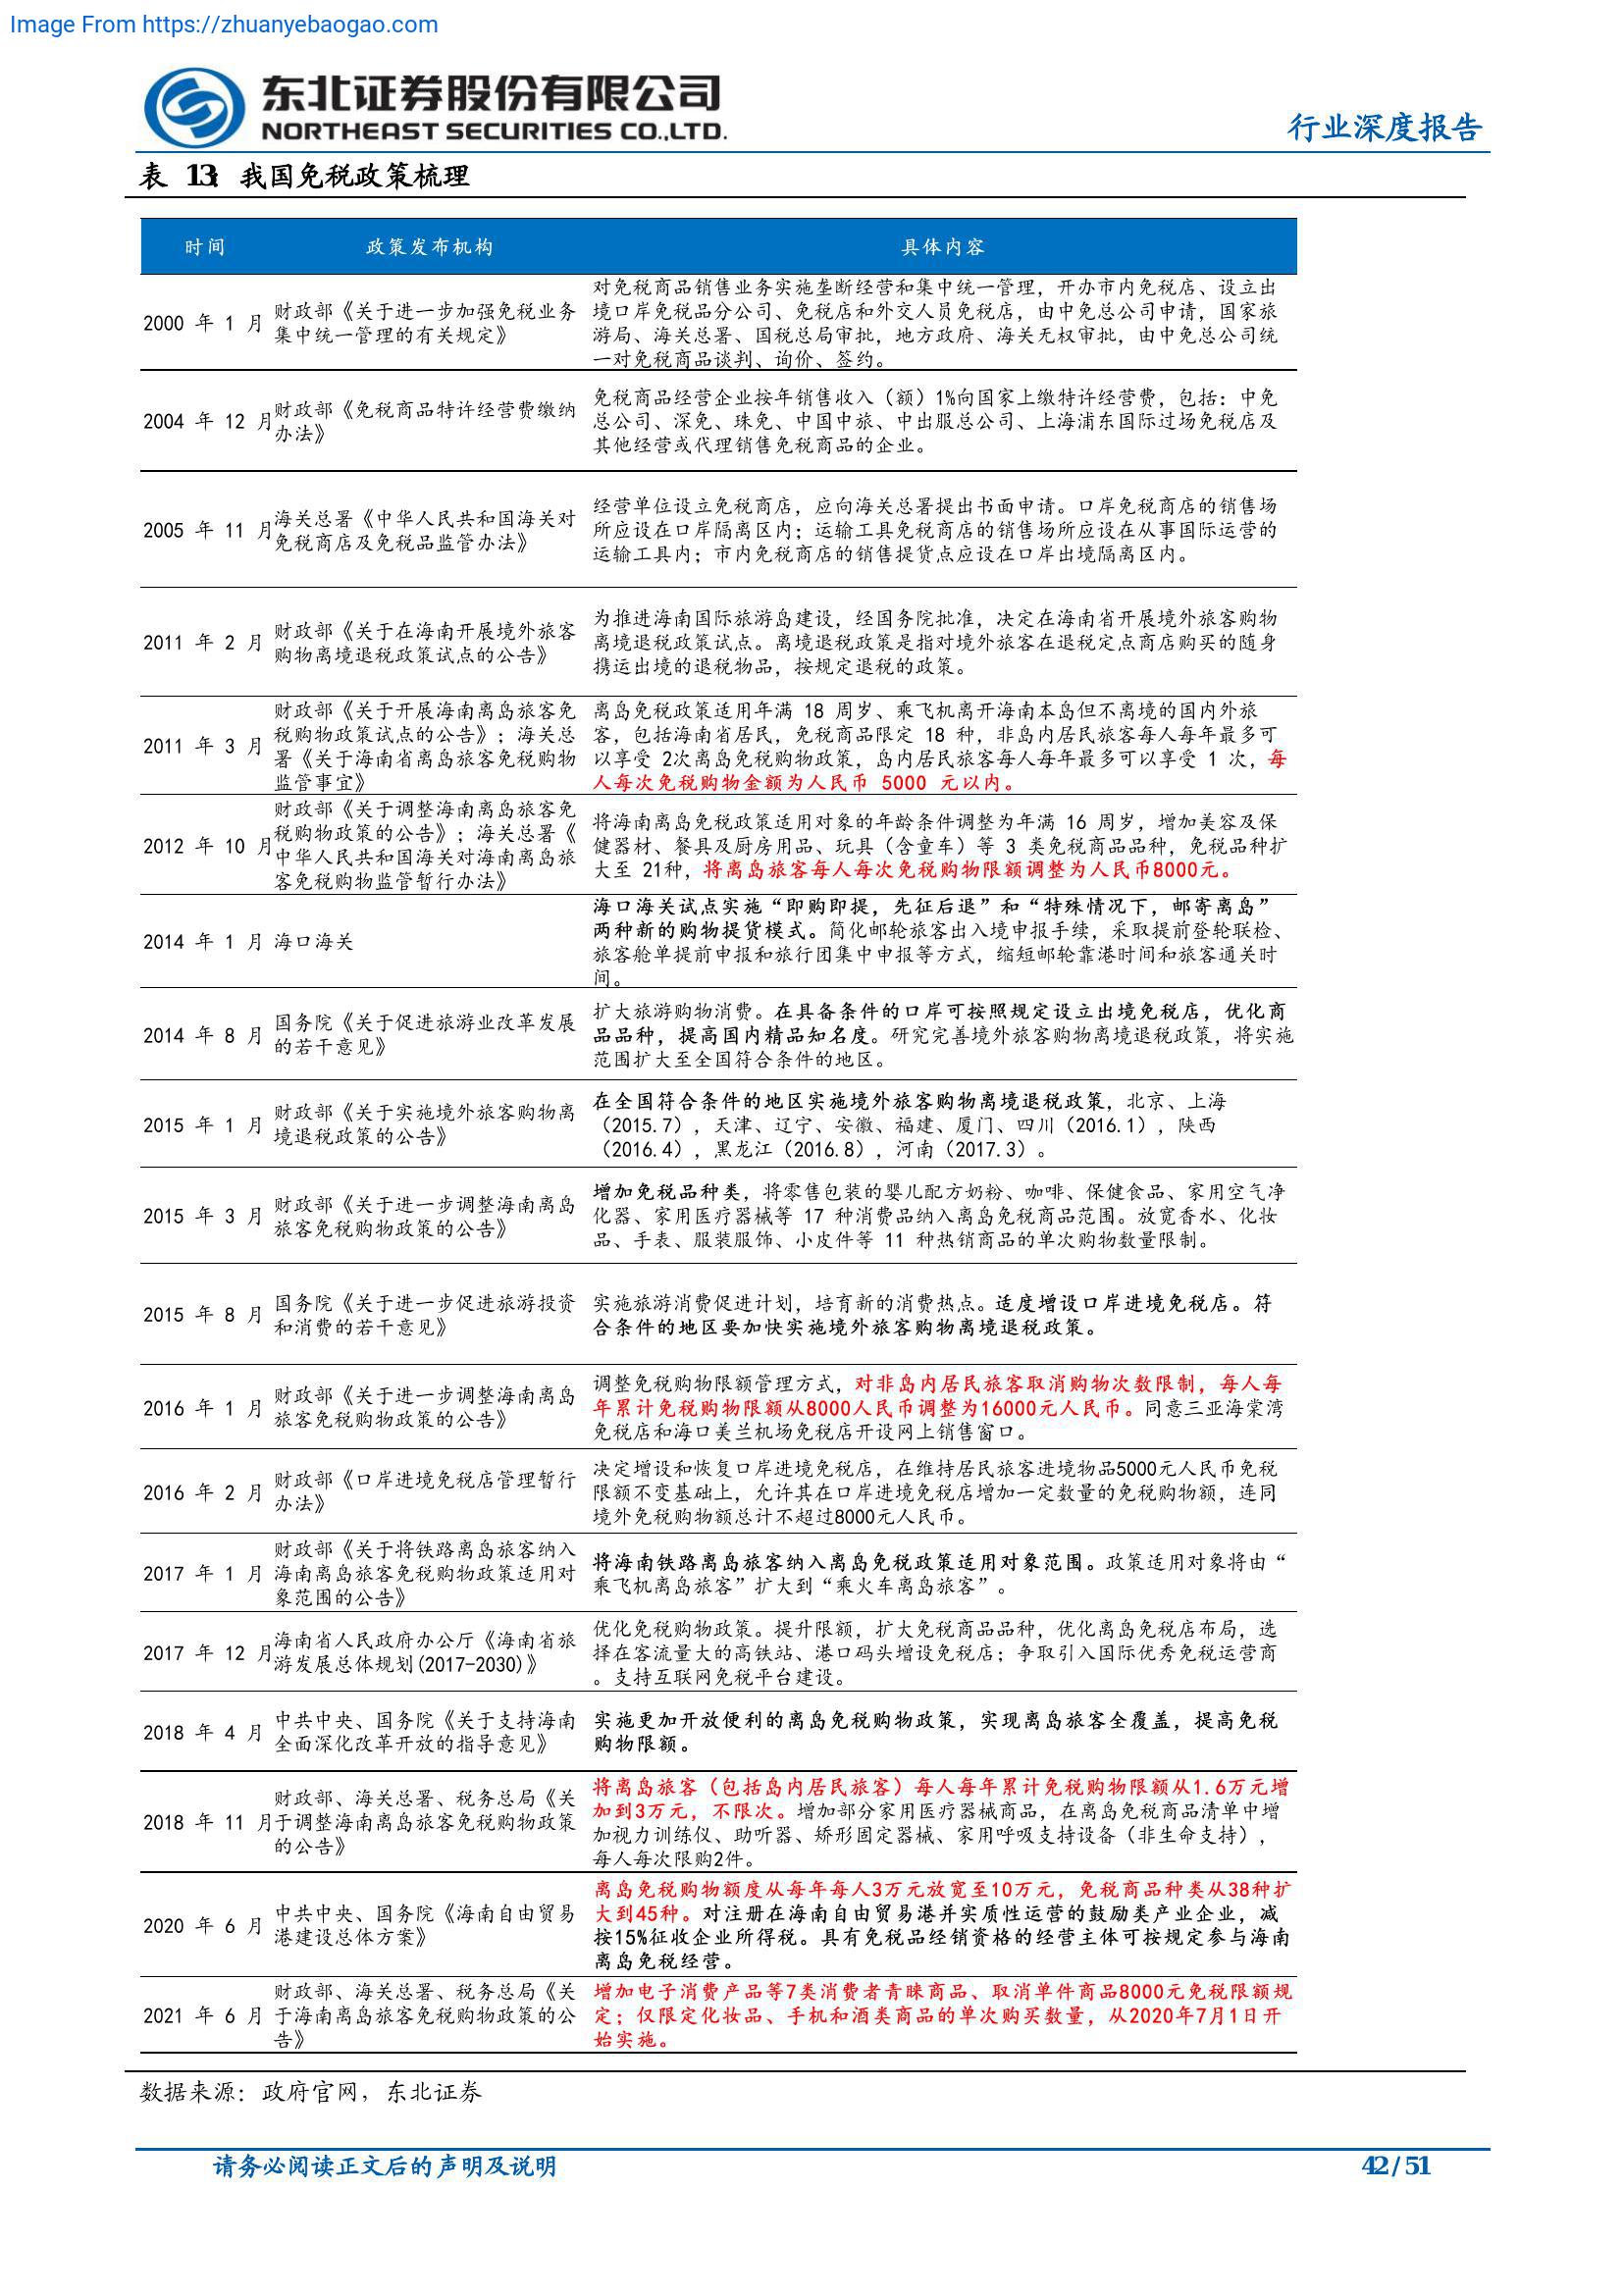 Image From https://zhuanyebaogao.com
东北证券股份有限公司
NORTHEAST SECURITIES CO.,LTD.
行业深度报告
表 13: 我国免税政策梳理
时间 政策发布机构 具体内容
2000 年 1 月
财政部《关于进一步加强免税业务
集中统一管理的有关规定》
对免税商品销售业务实施垄断经营和集中统一管理，开办市内免税店、设立出
境口岸免税品分公司、免税店和外交人员免税店，由中免总公司申请，国家旅
游局、海关总署、国税总局审批，地方政府、海关无权审批，由中免总公司统
一对免税商品谈判、询价、签约。
2004 年 12 月
财政部《免税商品特许经营费缴纳
办法》
免税商品经营企业按年销售收入（额）1%向国家上缴特许经营费，包括：中免
总公司、深免、珠免、中国中旅、中出服总公司、上海浦东国际过场免税店及
其他经营或代理销售免税商品的企业。
2005 年 11 月
海关总署《中华人民共和国海关对
免税商店及免税品监管办法》
经营单位设立免税商店，应向海关总署提出书面申请。口岸免税商店的销售场
所应设在口岸隔离区内；运输工具免税商店的销售场所应设在从事国际运营的
运输工具内；市内免税商店的销售提货点应设在口岸出境隔离区内。
2011 年 2 月
财政部《关于在海南开展境外旅客
购物离境退税政策试点的公告》
为推进海南国际旅游岛建设，经国务院批准，决定在海南省开展境外旅客购物
离境退税政策试点。离境退税政策是指对境外旅客在退税定点商店购买的随身
携运出境的退税物品，按规定退税的政策。
2011 年 3 月
财政部《关于开展海南离岛旅客免
税购物政策试点的公告》；海关总
署《关于海南省离岛旅客免税购物
监管事宜》
离岛免税政策适用年满 18 周岁、乘飞机离开海南本岛但不离境的国内外旅
客，包括海南省居民，免税商品限定 18 种，非岛内居民旅客每人每年最多可
以享受 2次离岛免税购物政策，岛内居民旅客每人每年最多可以享受 1 次，每
人每次免税购物金额为人民币 5000 元以内。
2012 年 10 月
财政部《关于调整海南离岛旅客免
税购物政策的公告》；海关总署《
中华人民共和国海关对海南离岛旅
客免税购物监管暂行办法》
将海南离岛免税政策适用对象的年龄条件调整为年满 16 周岁，增加美容及保
健器材、餐具及厨房用品、玩具（含童车）等 3 类免税商品品种，免税品种扩
大至 21种，将离岛旅客每人每次免税购物限额调整为人民币8000元。
2014 年 1 月
海口海关
海口海关试点实施“即购即提，先征后退”和“特殊情况下，邮寄离岛”
两种新的购物提货模式。简化邮轮旅客出入境申报手续，采取提前登轮联检、
旅客舱单提前申报和旅行团集中申报等方式，缩短邮轮靠港时间和旅客通关时
间。
2014 年 8 月
国务院《关于促进旅游业改革发展
的若干意见》
扩大旅游购物消费。在具备条件的口岸可按照规定设立出境免税店，优化商
品品种，提高国内精品知名度。研究完善境外旅客购物离境退税政策，将实施
范围扩大至全国符合条件的地区。
2015 年 1 月
财政部《关于实施境外旅客购物离
境退税政策的公告》
在全国符合条件的地区实施境外旅客购物离境退税政策，北京、上海
（2015.7），天津、辽宁、安徽、福建、厦门、四川（2016.1），陕西
（2016.4），黑龙江（2016.8），河南（2017.3）。
2015 年 3 月
财政部《关于进一步调整海南离岛
旅客免税购物政策的公告》
增加免税品种类，将零售包装的婴儿配方奶粉、咖啡、保健食品、家用空气净
化器、家用医疗器械等 17 种消费品纳入离岛免税商品范围。放宽香水、化妆
品、手表、服装服饰、小皮件等 11 种热销商品的单次购物数量限制。
2015 年 8 月
国务院《关于进一步促进旅游投资
和消费的若干意见》
实施旅游消费促进计划，培育新的消费热点。适度增设口岸进境免税店。符
合条件的地区要加快实施境外旅客购物离境退税政策。
2016 年 1 月
财政部《关于进一步调整海南离岛
旅客免税购物政策的公告》
调整免税购物限额管理方式，对非岛内居民旅客取消购物次数限制，每人每
年累计免税购物限额从8000人民币调整为16000元人民币。同意三亚海棠湾
免税店和海口美兰机场免税店开设网上销售窗口。
2016 年 2 月
财政部《口岸进境免税店管理暂行
办法》
决定增设和恢复口岸进境免税店，在维持居民旅客进境物品5000元人民币免税
限额不变基础上，允许其在口岸进境免税店增加一定数量的免税购物额，连同
境外免税购物额总计不超过8000元人民币。
2017 年 1 月
财政部《关于将铁路离岛旅客纳入
海南离岛旅客免税购物政策适用对
象范围的公告》
将海南铁路离岛旅客纳入离岛免税政策适用对象范围。政策适用对象将由“
乘飞机离岛旅客”扩大到“乘火车离岛旅客”。
2017 年 12 月
海南省人民政府办公厅《海南省旅
游发展总体规划(2017-2030)》
优化免税购物政策。提升限额，扩大免税商品品种，优化离岛免税店布局，选
择在客流量大的高铁站、港口码头增设免税店；争取引入国际优秀免税运营商
。支持互联网免税平台建设。
2018 年 4 月
中共中央、国务院《关于支持海南
全面深化改革开放的指导意见》
实施更加开放便利的离岛免税购物政策，实现离岛旅客全覆盖，提高免税
购物限额。
2018 年 11 月
财政部、海关总署、税务总局《关
于调整海南离岛旅客免税购物政策
的公告》
将离岛旅客（包括岛内居民旅客）每人每年累计免税购物限额从1.6万元增
加到3万元，不限次。增加部分家用医疗器械商品，在离岛免税商品清单中增
加视力训练仪、助听器、矫形固定器械、家用呼吸支持设备（非生命支持），
每人每次限购2件。
2020 年 6 月
中共中央、国务院《海南自由贸易
港建设总体方案》
离岛免税购物额度从每年每人3万元放宽至10万元，免税商品种类从38种扩
大到45种。对注册在海南自由贸易港并实质性运营的鼓励类产业企业，减
按15%征收企业所得税。具有免税品经销资格的经营主体可按规定参与海南
离岛免税经营。
2021 年 6 月
财政部、海关总署、税务总局《关
于海南离岛旅客免税购物政策的公
告》
增加电子消费产品等7类消费者青睐商品、取消单件商品8000元免税限额规
定；仅限定化妆品、手机和酒类商品的单次购买数量，从2020年7月1日开
始实施。
数据来源：政府官网，东北证券
请务必阅读正文后的声明及说明
42 / 51